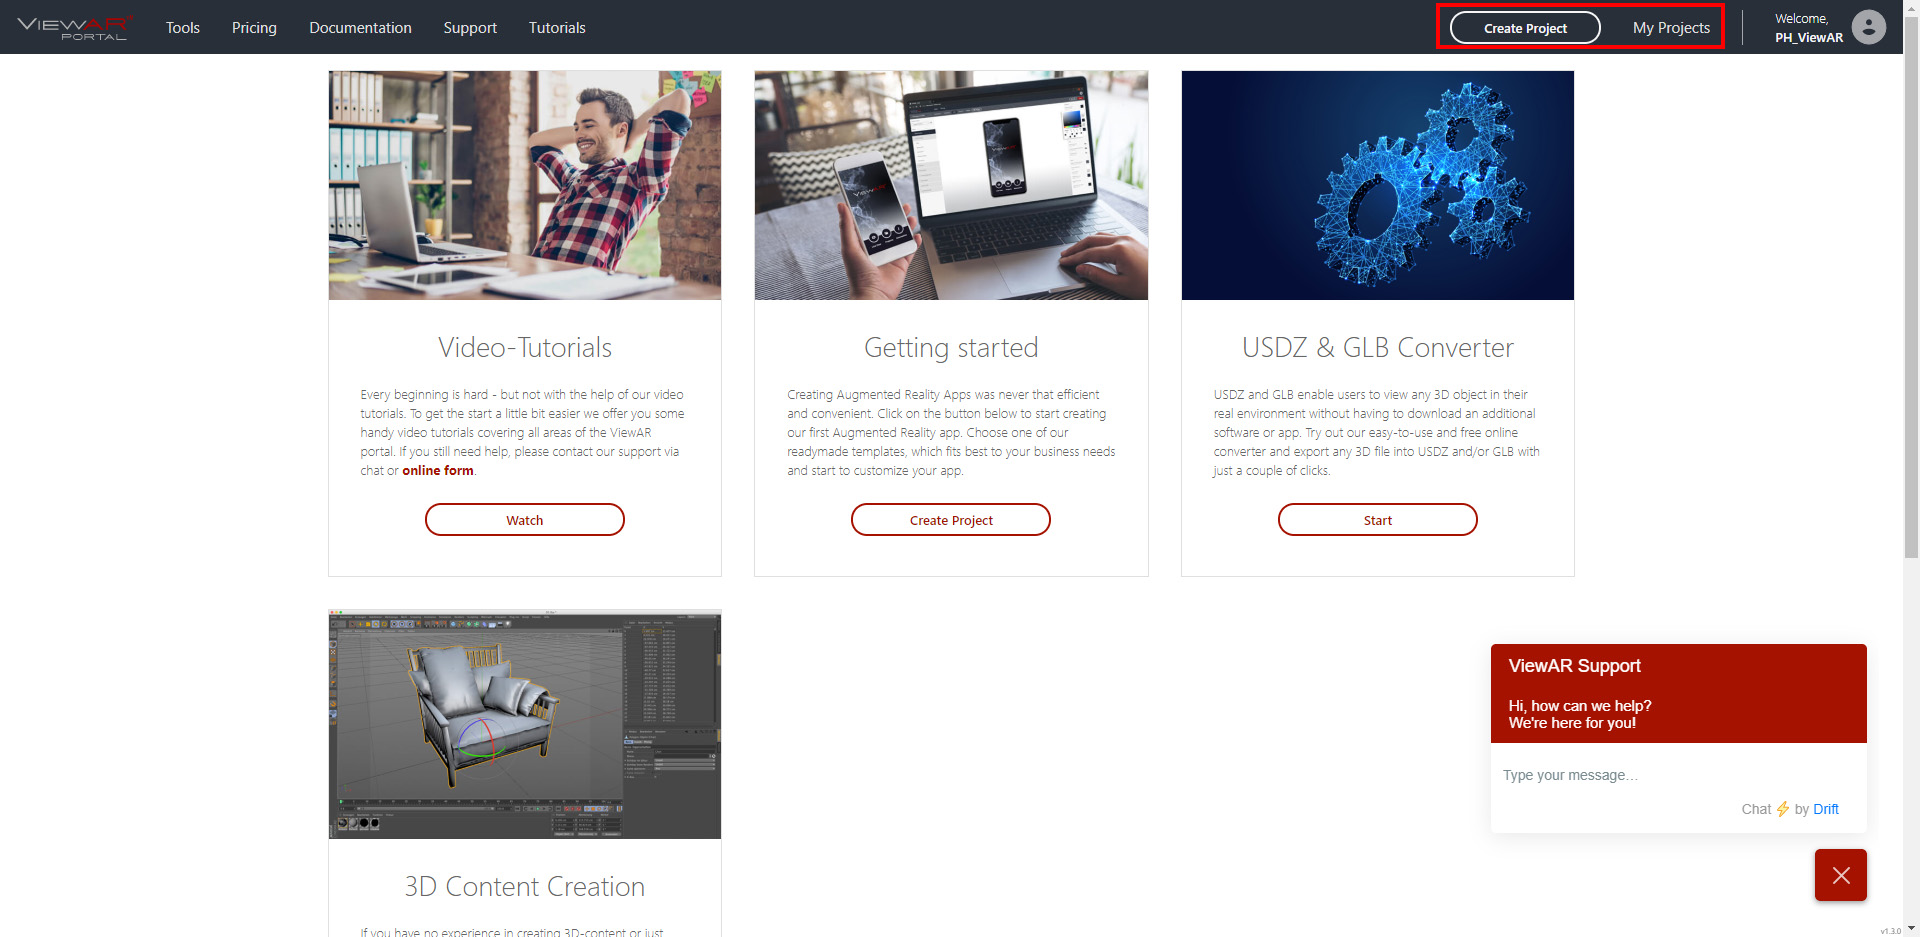 VIEWAR PORTAL
Tools
Pricing
Documentation
Support
Tutorials
Create Project
My Projects
Welcome,
PH_ViewAR
Video-Tutorials
Every beginning is hard - but not with the help of our video
tutorials. To get the start a little bit easier we offer you some
handy video tutorials covering all areas of the ViewAR
portal. If you still need help, please contact our support via
chat or online form.
Watch
Getting started
Creating Augmented Reality Apps was never that efficient
and convenient. Click on the button below to start creating
our first Augmented Reality app. Choose one of our
readymade templates, which fits best to your business needs
and start to customize your app.
Create Project
USDZ & GLB Converter
USDZ and GLB enable users to view any 3D object in their
real environment without having to download an additional
software or app. Try out our easy-to-use and free online
converter and export any 3D file into USDZ and/or GLB with
just a couple of clicks.
Start
3D Content Creation
If you have no experience in creating 3D-content or just
ViewAR Support
Hi, how can we help?
We're here for you!
Type your message...
Chat ⚡ by Drift
v1.3.0